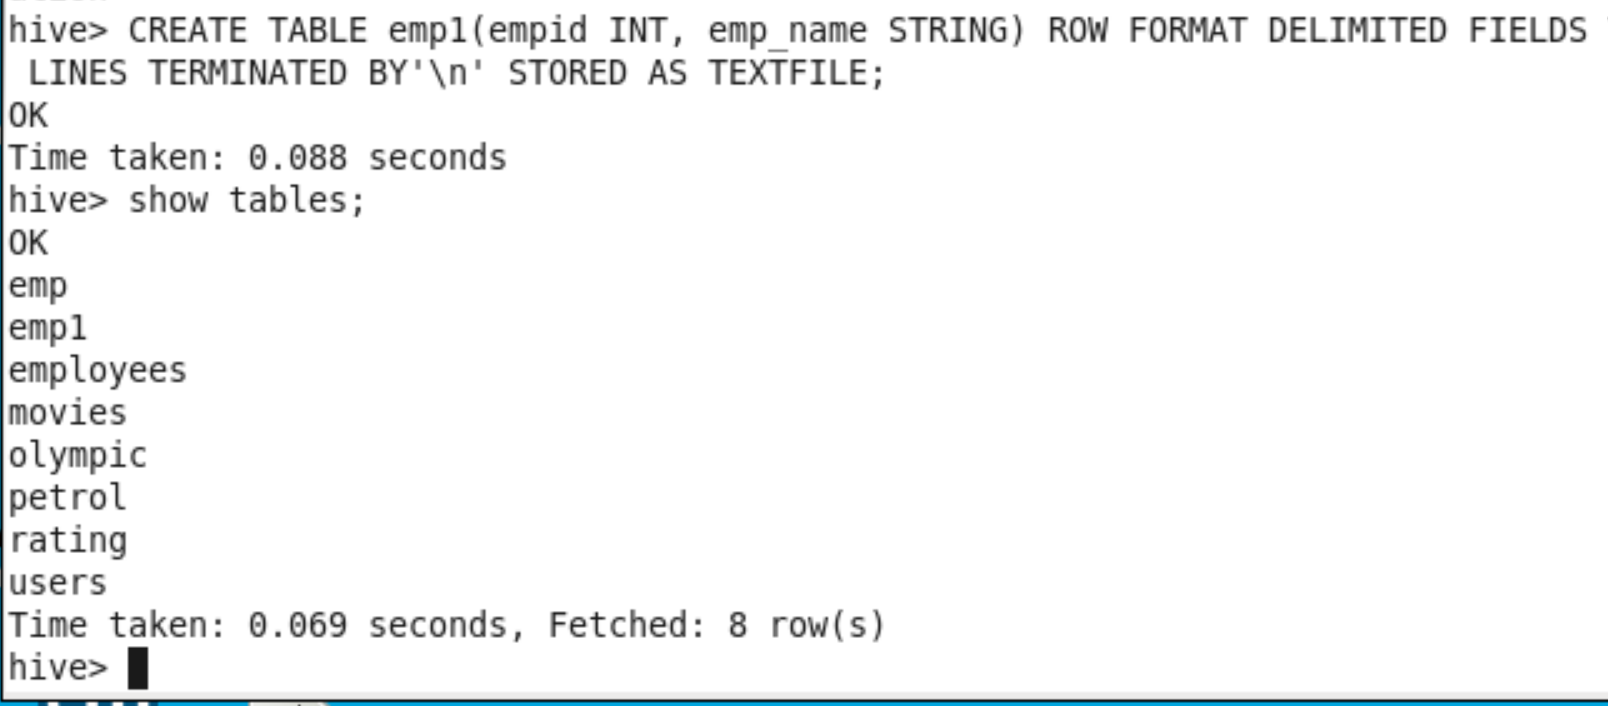 hive> CREATE TABLE emp1(empid INT, emp_name STRING) ROW FORMAT DELIMITED FIELDS
 LINES TERMINATED BY'\n' STORED AS TEXTFILE;
OK
Time taken: 0.088 seconds
hive> show tables;
OK
emp
emp1
employees
movies
olympic
petrol
rating
users
Time taken: 0.069 seconds, Fetched: 8 row(s)
hive>